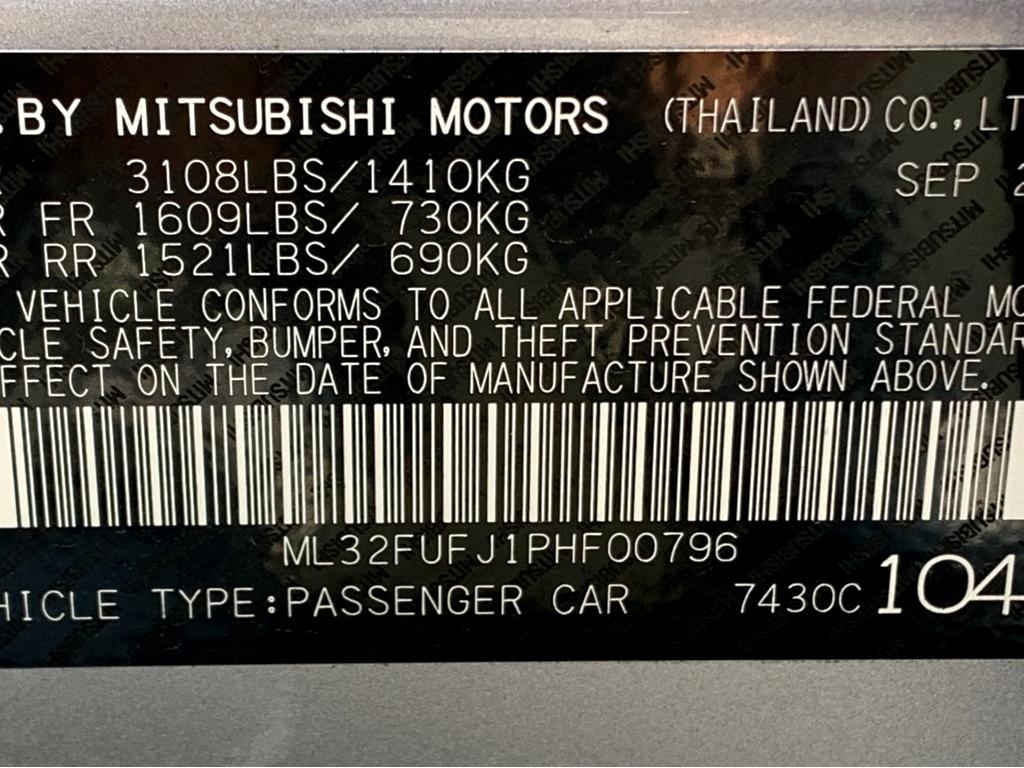 .BY MITSUBISHI MOTORS (THAILAND) CO., LT
R 3108LBS/1410KG SEP 2
R FR 1609LBS/ 730KG
R RR 1521LBS/ 690KG
VEHICLE CONFORMS TO ALL APPLICABLE FEDERAL MO
CLE SAFETY, BUMPER, AND THEFT PREVENTION STANDAR
FFECT ON THE DATE OF MANUFACTURE SHOWN ABOVE.
ML32FUFJ1PHF00796
HICLE TYPE:PASSENGER CAR 7430C 104